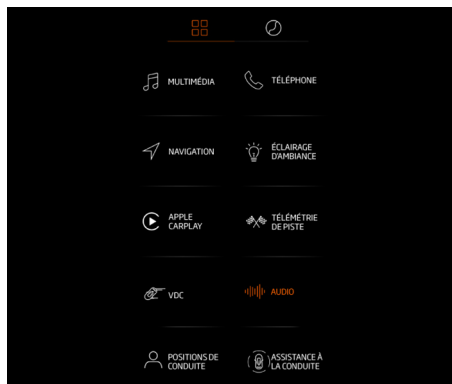 MULTIMÉDIA
TÉLÉPHONE
NAVIGATION
ÉCLAIRAGE
D'AMBIANCE
APPLE
CARPLAY
TÉLÉMÉTRIE
DE PISTE
VDC
AUDIO
POSITIONS DE
CONDUITE
ASSISTANCE À
LA CONDUITE